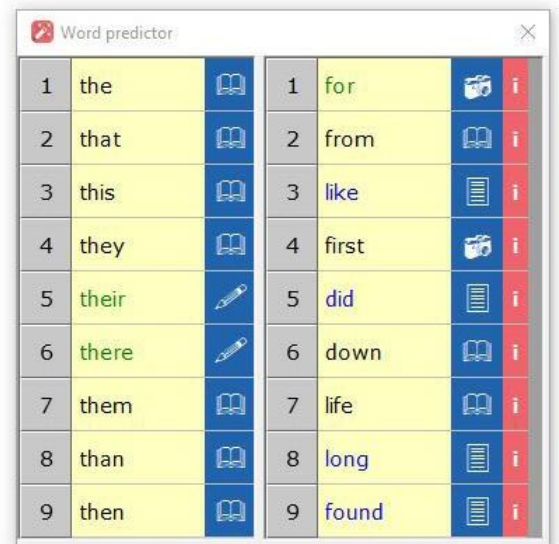 Word predictor
1 the
2 that
3 this
4 they
5 their
6 there
7 them
8 than
9 then
1 for i
2 from i
3 like i
4 first i
5 did i
6 down i
7 life i
8 long i
9 found i